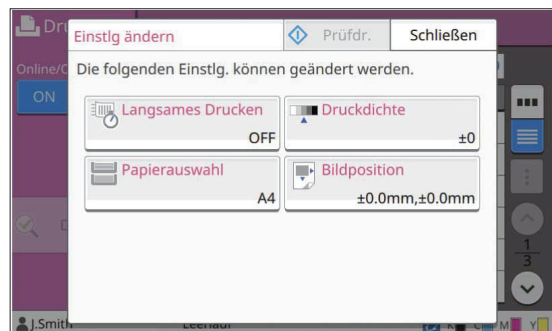 Dru
Einstlg ändern
Prüfdr.
Schließen
Online/O
ON
Die folgenden Einstlg. können geändert werden.
Langsames Drucken
OFF
Druckdichte
±0
Papierauswahl
A4
Bildposition
±0.0mm,±0.0mm
1
3
J.Smith
Leerlauf
K
C
M
Y